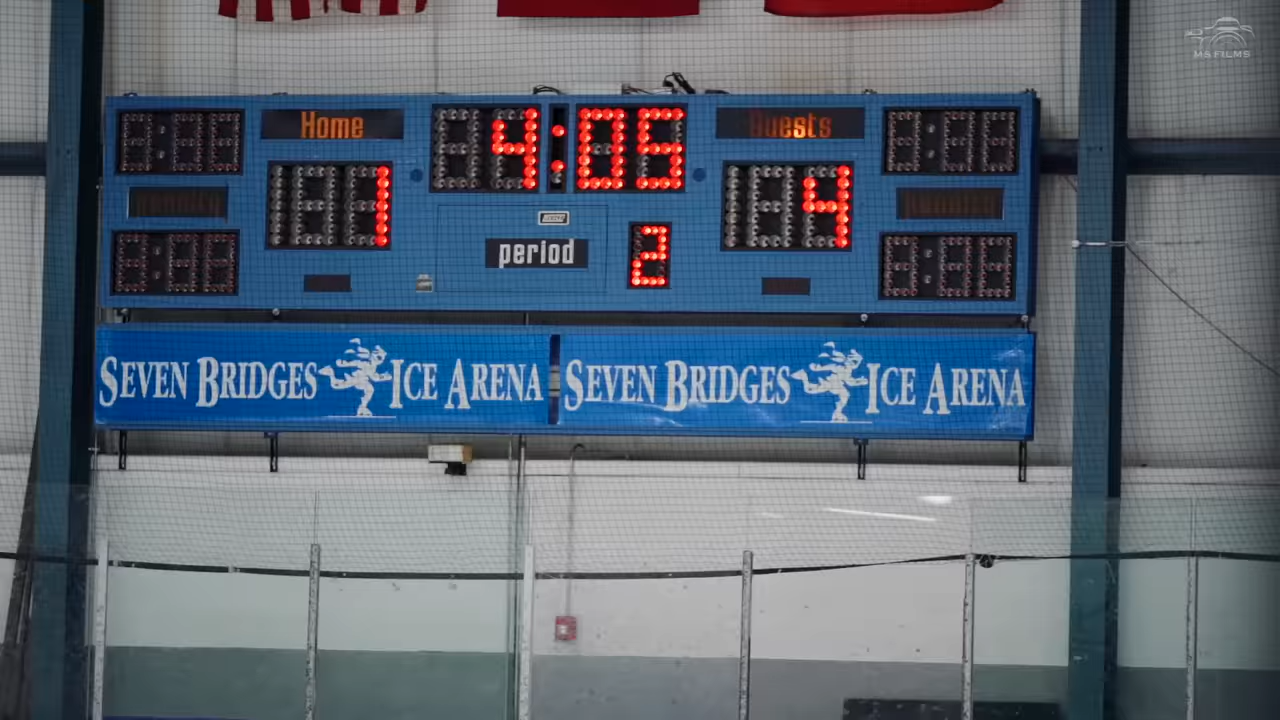 Home
4:05
Guests
1
4
period
2
SEVEN BRIDGES ICE ARENA
SEVEN BRIDGES ICE ARENA
MS FILMS